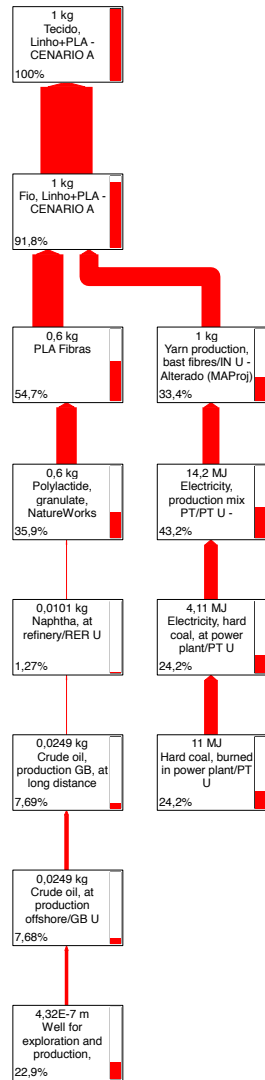 1 kg
Tecido,
Linho+PLA -
CENARIO A
100%
1 kg
Fio, Linho+PLA -
CENARIO A
91,8%
0,6 kg
PLA Fibras
54,7%
1 kg
Yarn production,
bast fibres/IN U -
Alterado (MAProj)
33,4%
0,6 kg
Polylactide,
granulate,
NatureWorks
35,9%
14,2 MJ
Electricity,
production mix
PT/PT U -
43,2%
0,0101 kg
Naphtha, at
refinery/RER U
1,27%
4,11 MJ
Electricity, hard
coal, at power
plant/PT U
24,2%
0,0249 kg
Crude oil,
production GB, at
long distance
7,69%
11 MJ
Hard coal, burned
in power plant/PT
U
24,2%
0,0249 kg
Crude oil, at
production
offshore/GB U
7,68%
4,32E-7 m
Well for
exploration and
production,
22,9%